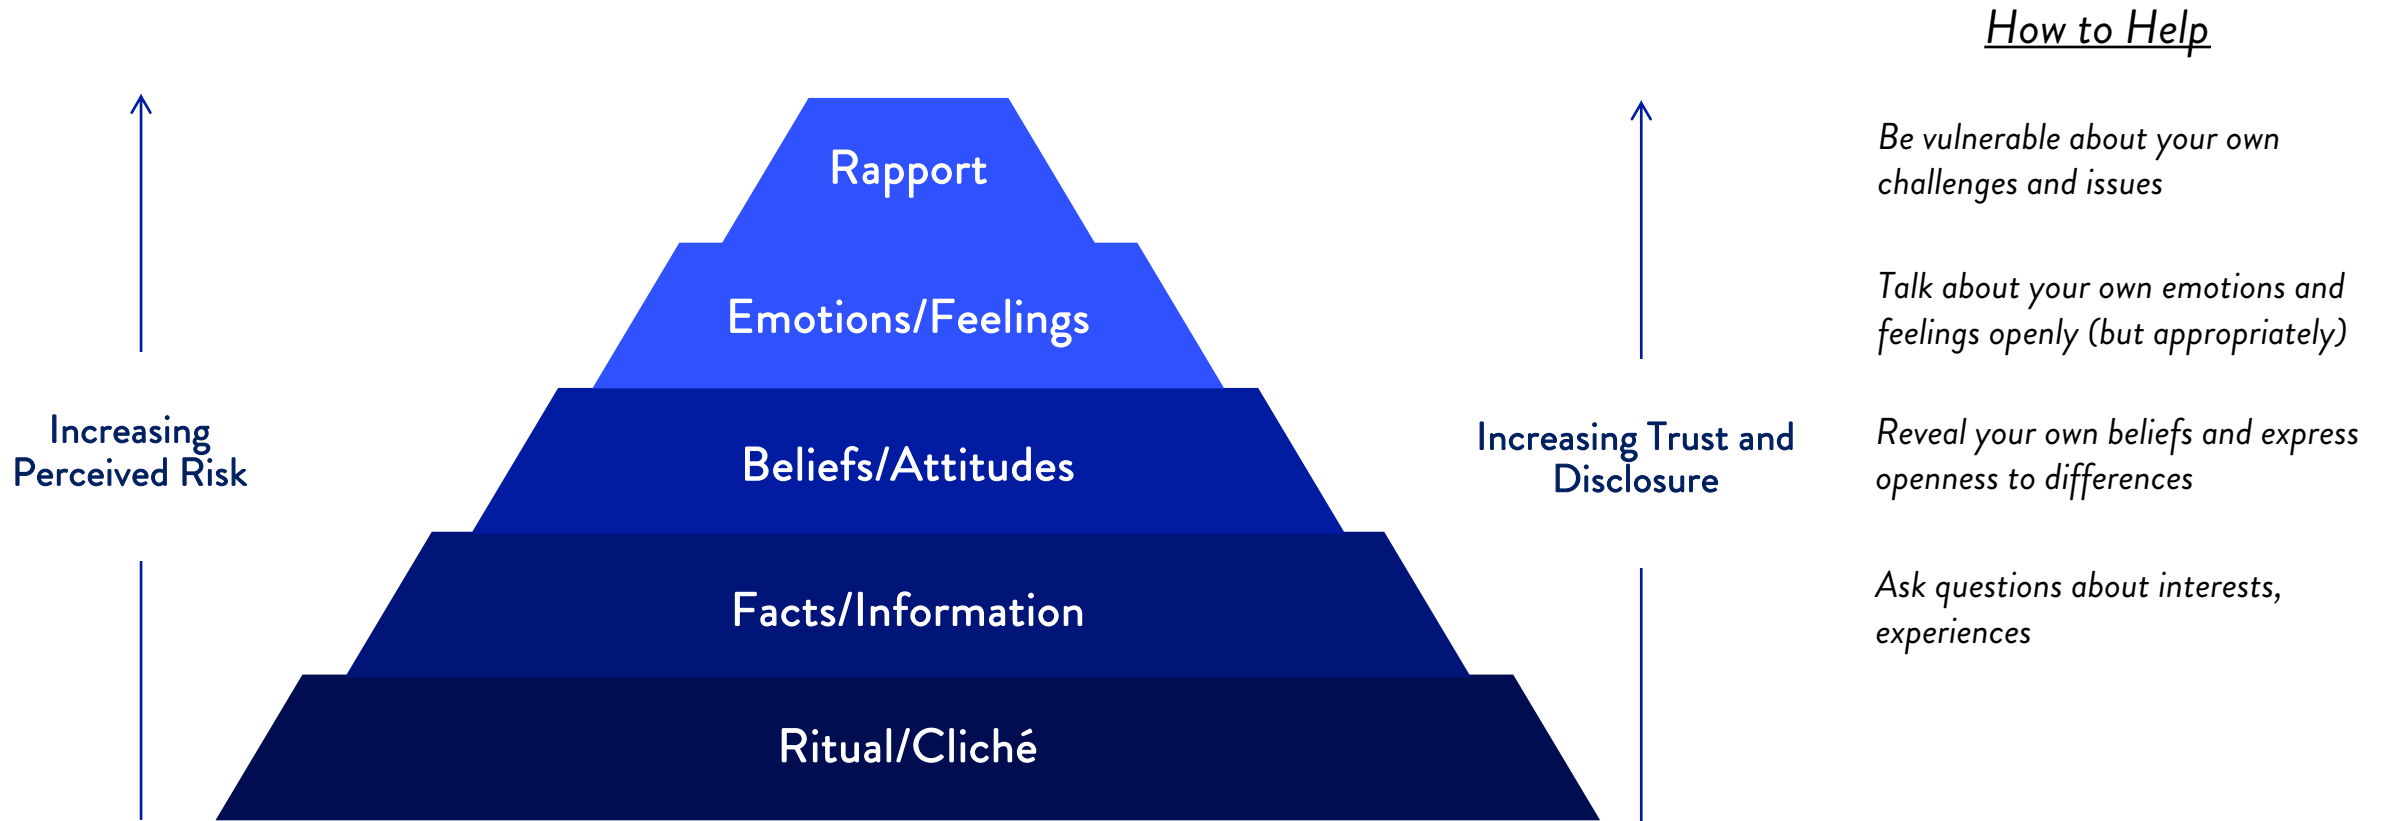 How to Help
Rapport
Be vulnerable about your own
challenges and issues
Emotions/Feelings
Talk about your own emotions and
feelings openly (but appropriately)
Increasing
Perceived Risk
Beliefs/Attitudes
Increasing Trust and
Disclosure
Reveal your own beliefs and express
openness to differences
Facts/Information
Ask questions about interests,
experiences
Ritual/Cliché